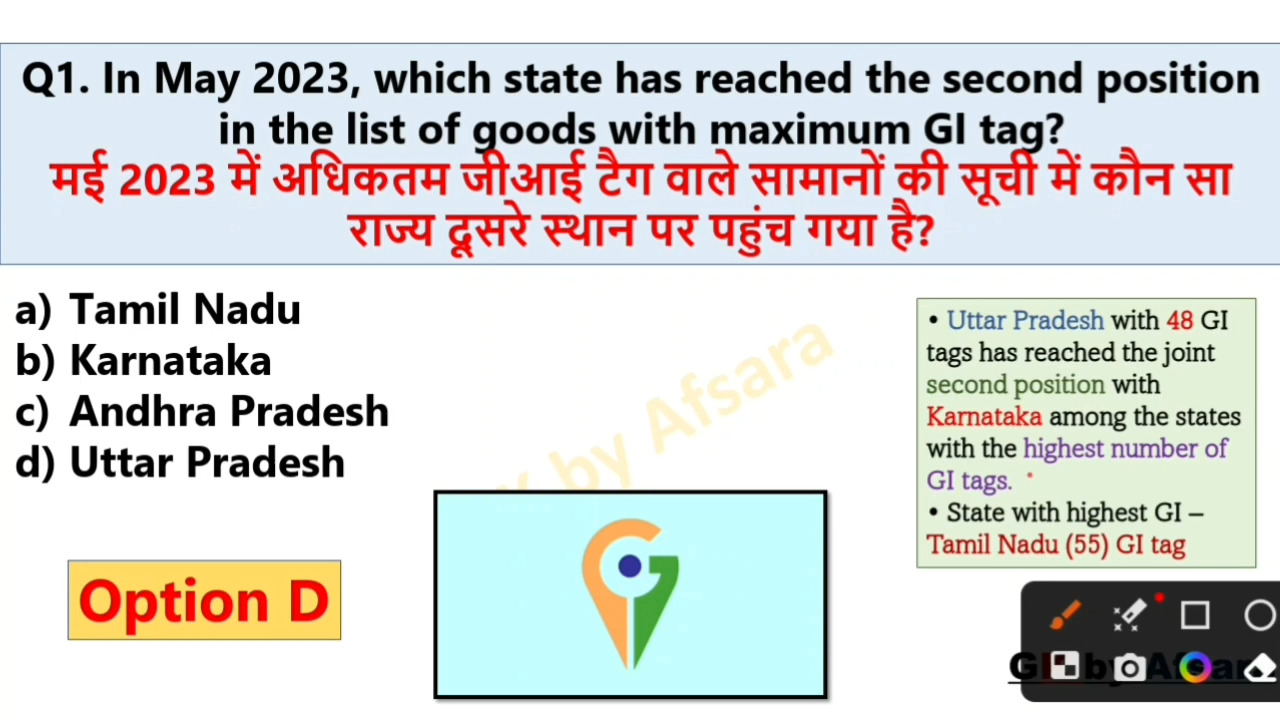 Q1. In May 2023, which state has reached the second position
in the list of goods with maximum GI tag?
मई 2023 में अधिकतम जीआई टैग वाले सामानों की सूची में कौन सा
राज्य दूसरे स्थान पर पहुंच गया है?
a) Tamil Nadu
b) Karnataka
c) Andhra Pradesh
d) Uttar Pradesh
Option D
by Afsara
• Uttar Pradesh with 48 GI
tags has reached the joint
second position with
Karnataka among the states
with the highest number of
GI tags.
• State with highest GI –
Tamil Nadu (55) GI tag